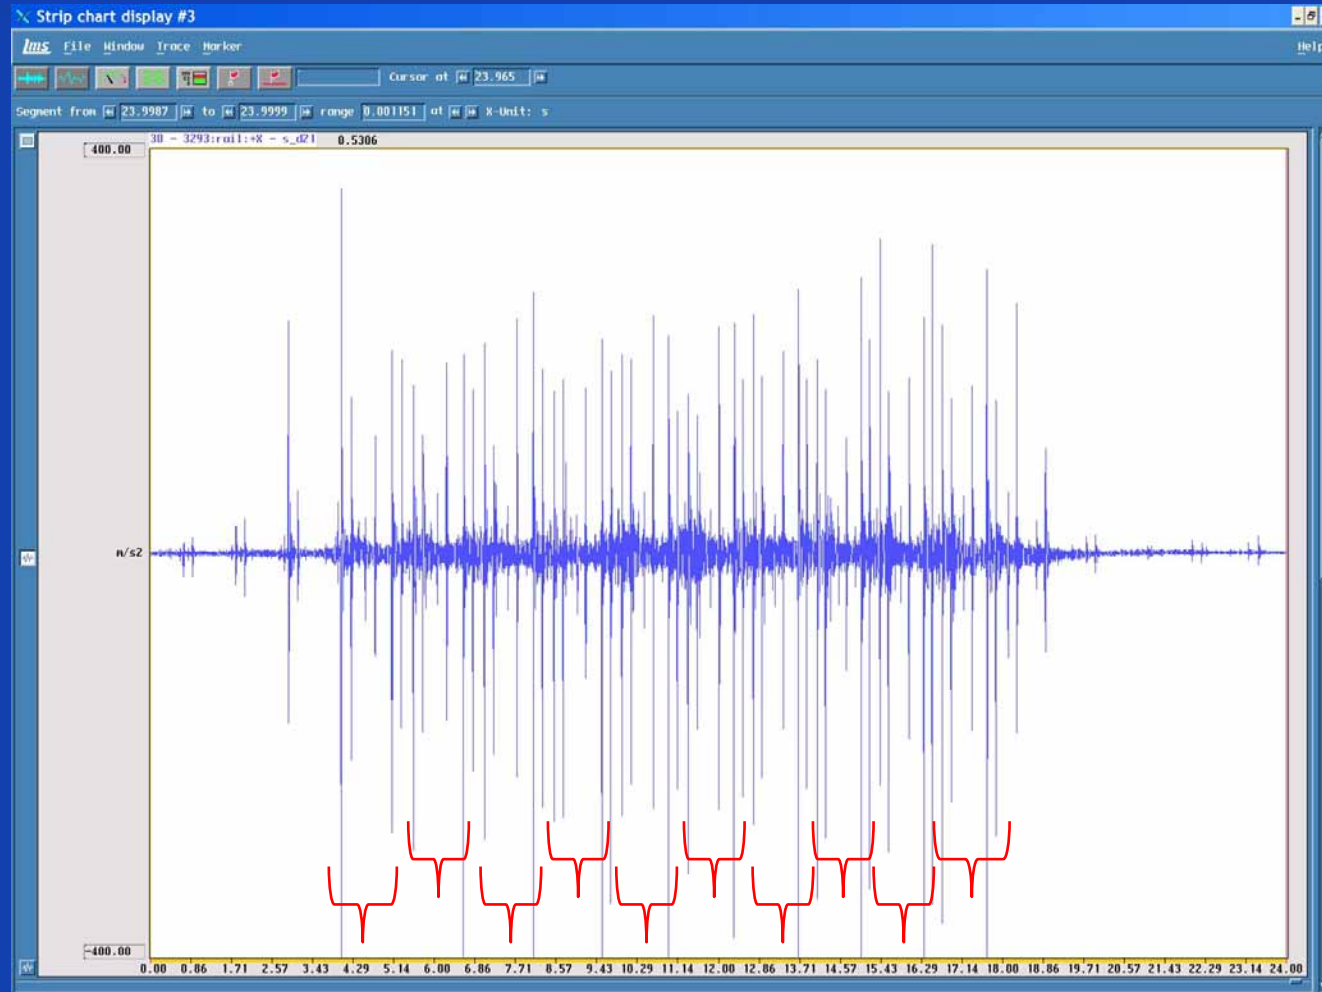 Strip chart display #3
lms File Window Trace Marker Help
Cursor at 23.965
Segment from 23.9987 to 23.9999 range 0.001151 at X-Unit: s
30 - 3293:rail:+X - s_d21 0.5306
400.00
m/s2
-400.00
0.00 0.86 1.71 2.57 3.43 4.29 5.14 6.00 6.86 7.71 8.57 9.43 10.29 11.14 12.00 12.86 13.71 14.57 15.43 16.29 17.14 18.00 18.86 19.71 20.57 21.43 22.29 23.14 24.00